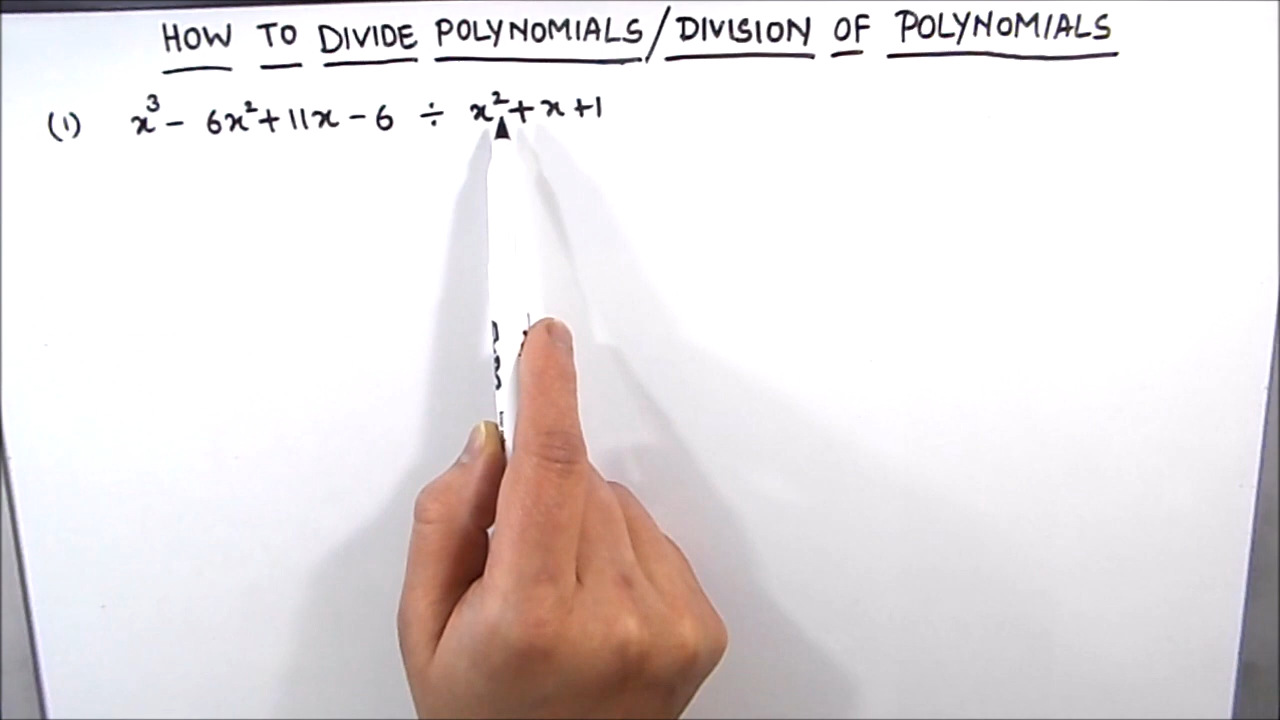 HOW TO DIVIDE POLYNOMIALS/DIVISION OF POLYNOMIALS
(1) x³ - 6x² + 11x - 6 ÷ x² + x + 1